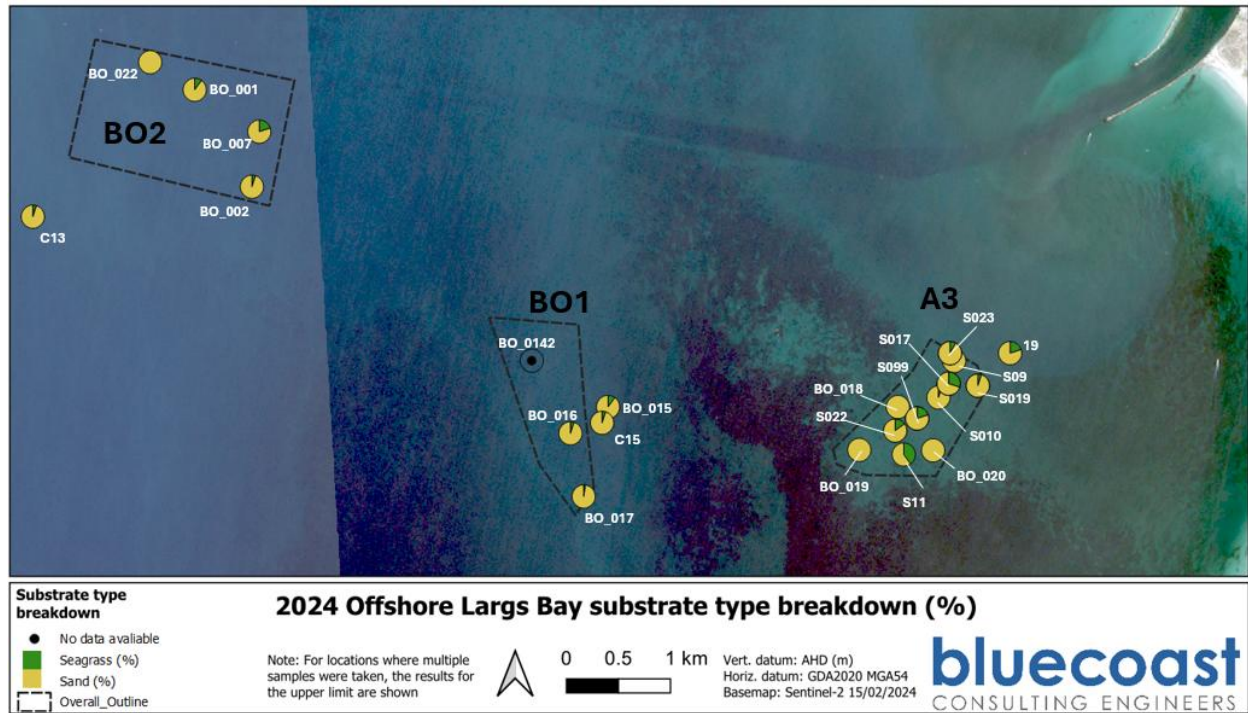 BO_022
BO_001
BO2
BO_007
BO_002
C13
BO1
BO_0142
BO_016
BO_015
C15
BO_017
A3
S023
S017
19
S099
S09
BO_018
S019
S022
S010
BO_019
BO_020
S11
Substrate type
breakdown
No data avaliable
Seagrass (%)
Sand (%)
Overall_Outline
2024 Offshore Largs Bay substrate type breakdown (%)
Note: For locations where multiple
samples were taken, the results for
the upper limit are shown
0 0.5 1 km
Vert. datum: AHD (m)
Horiz. datum: GDA2020 MGA54
Basemap: Sentinel-2 15/02/2024
bluecoast
CONSULTING ENGINEERS